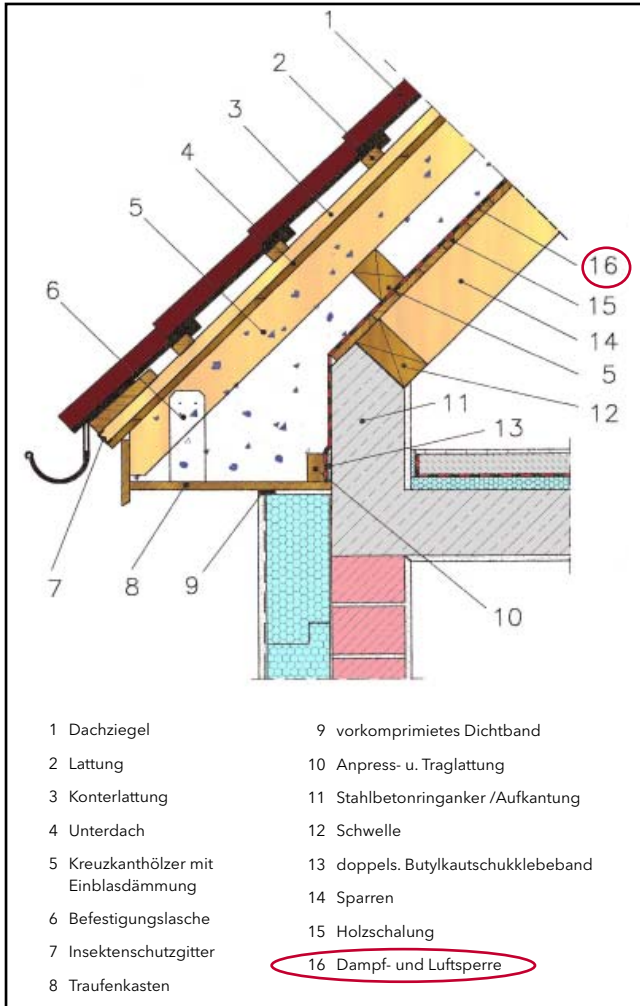 1
2
3
4
5
6
16
15
14
5
12
11
13
7
8
9
10
1 Dachziegel
2 Lattung
3 Konterlattung
4 Unterdach
5 Kreuzkanthölzer mit
Einblasdämmung
6 Befestigungslasche
7 Insektenschutzgitter
8 Traufenkasten
9 vorkomprimietes Dichtband
10 Anpress- u. Traglattung
11 Stahlbetonringanker /Aufkantung
12 Schwelle
13 doppels. Butylkautschukklebeband
14 Sparren
15 Holzschalung
16 Dampf- und Luftsperre